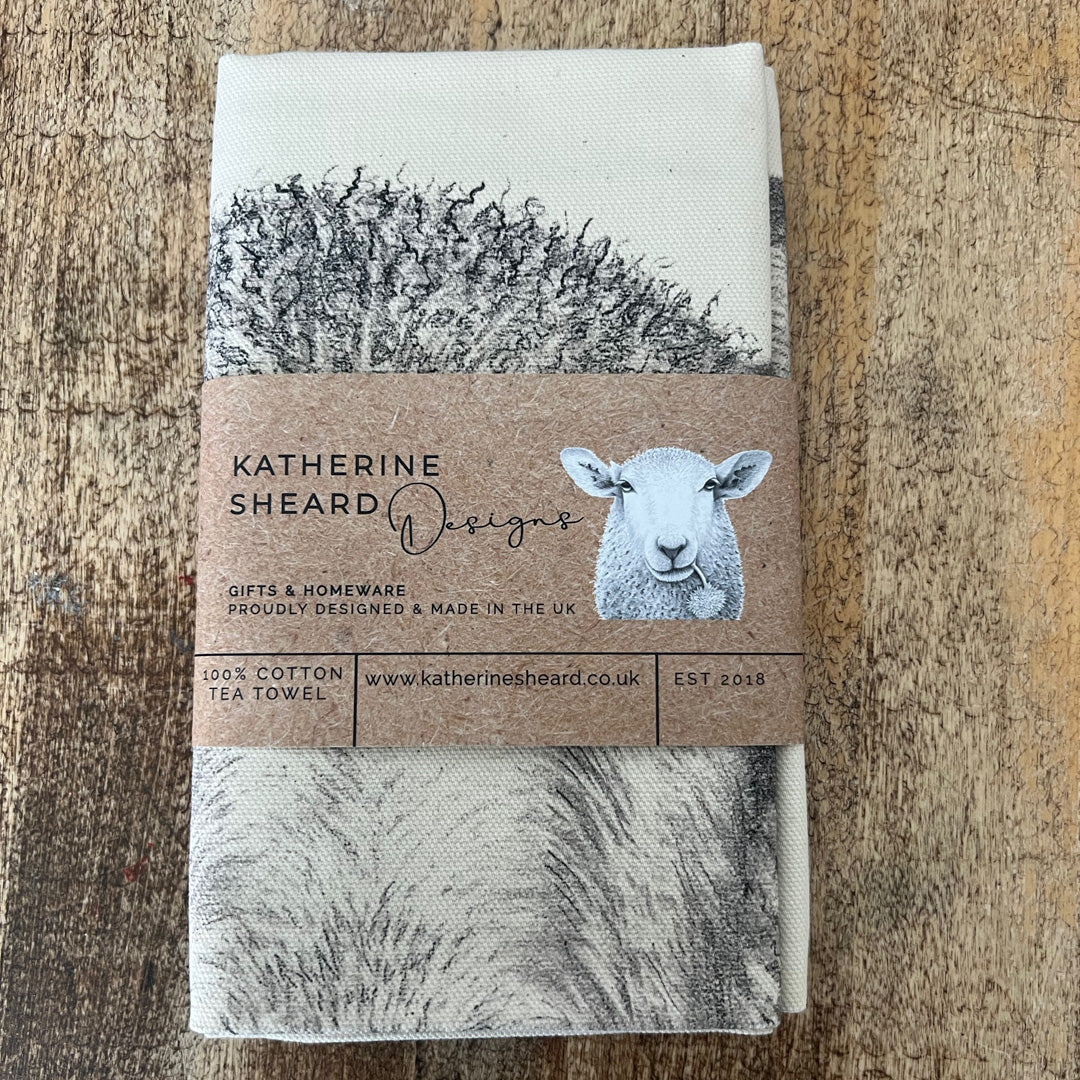 KATHERINE
SHEARD Designs
GIFTS & HOMEWARE
PROUDLY DESIGNED & MADE IN THE UK
100% COTTON
TEA TOWEL
www.katherinesheard.co.uk
EST 2018